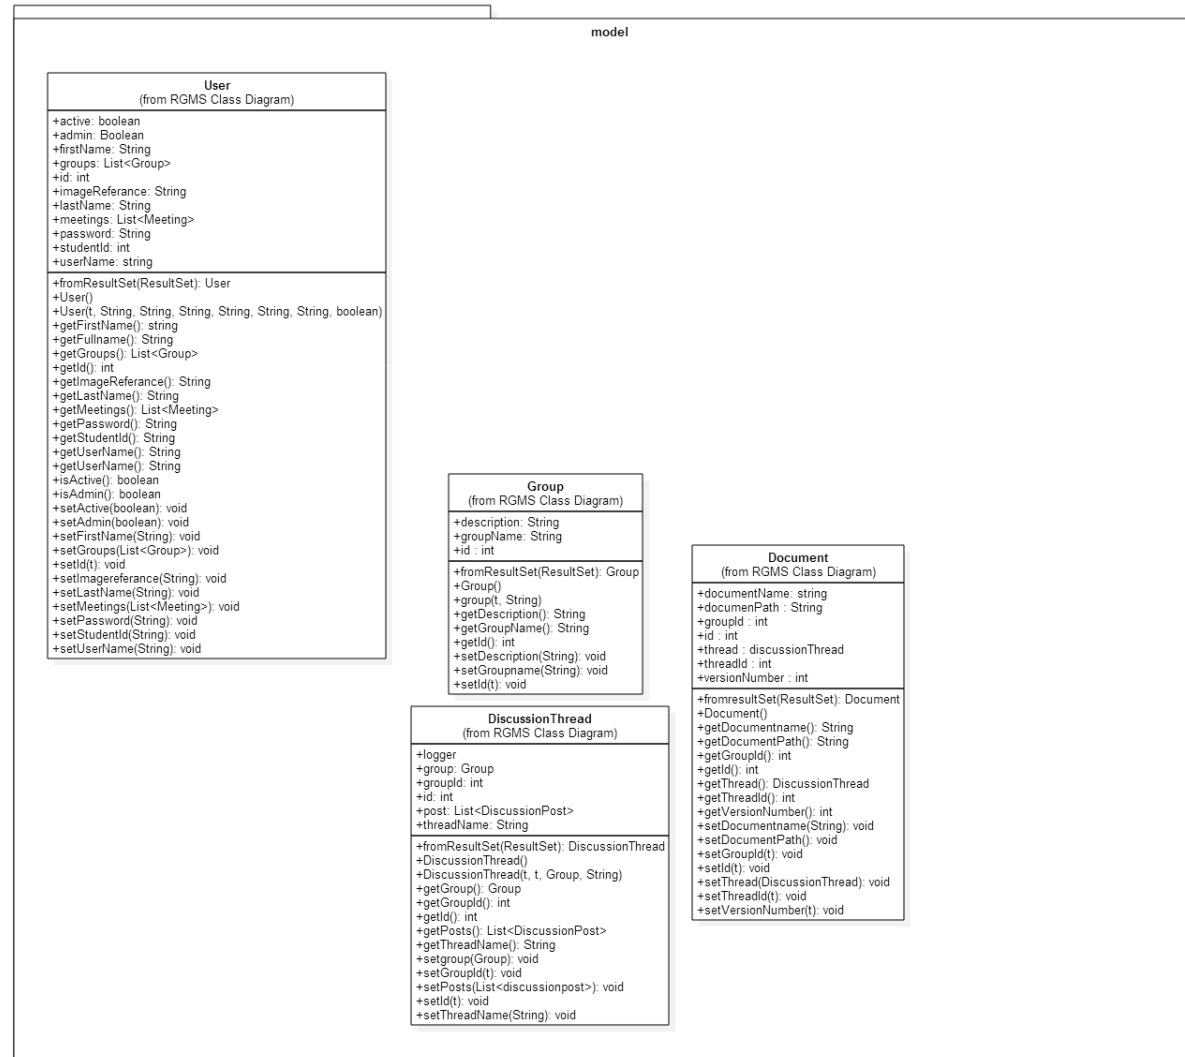 model
User
(from RGMS Class Diagram)
+active: boolean
+admin: Boolean
+firstName: String
+groups: List<Group>
+id: int
+imageReferance: String
+lastName: String
+meetings: List<Meeting>
+password: String
+studentId: int
+userName: string
+fromResultSet(ResultSet): User
+User()
+User(t, String, String, String, String, String, String, boolean)
+getFirstName(): string
+getFullname(): String
+getGroups(): List<Group>
+getId(): int
+getImageReferance(): String
+getLastName(): String
+getMeetings(): List<Meeting>
+getPassword(): String
+getStudentId(): String
+getUserName(): String
+getUserName(): String
+isActive(): boolean
+isAdmin(): boolean
+setActive(boolean): void
+setAdmin(boolean): void
+setFirstName(String): void
+setGroups(List<Group>): void
+setId(t): void
+setImagereferance(String): void
+setLastName(String): void
+setMeetings(List<Meeting>): void
+setPassword(String): void
+setStudentId(String): void
+setUserName(String): void
Group
(from RGMS Class Diagram)
+description: String
+groupName: String
+id : int
+fromResultSet(ResultSet): Group
+Group()
+group(t, String)
+getDescription(): String
+getGroupName(): String
+getId(): int
+setDescription(String): void
+setGroupname(String): void
+setId(t): void
DiscussionThread
(from RGMS Class Diagram)
+logger
+group: Group
+groupId: int
+id: int
+post: List<DiscussionPost>
+threadName: String
+fromResultSet(ResultSet): DiscussionThread
+DiscussionThread()
+DiscussionThread(t, t, Group, String)
+getGroup(): Group
+getGroupId(): int
+getId(): int
+getPosts(): List<DiscussionPost>
+getThreadName(): String
+setgroup(Group): void
+setGroupId(t): void
+setPosts(List<discussionpost>): void
+setId(t): void
+setThreadName(String): void
Document
(from RGMS Class Diagram)
+documentName: string
+documenPath : String
+groupId : int
+id : int
+thread : discussionThread
+threadId : int
+versionNumber : int
+fromresultSet(ResultSet): Document
+Document()
+getDocumentname(): String
+getDocumentPath(): String
+getGroupId(): int
+getId(): int
+getThread(): DiscussionThread
+getThreadId(): int
+getVersionNumber(): int
+setDocumentname(String): void
+setDocumentPath(): void
+setGroupId(t): void
+setId(t): void
+setThread(DiscussionThread): void
+setThreadId(t): void
+setVersionNumber(t): void